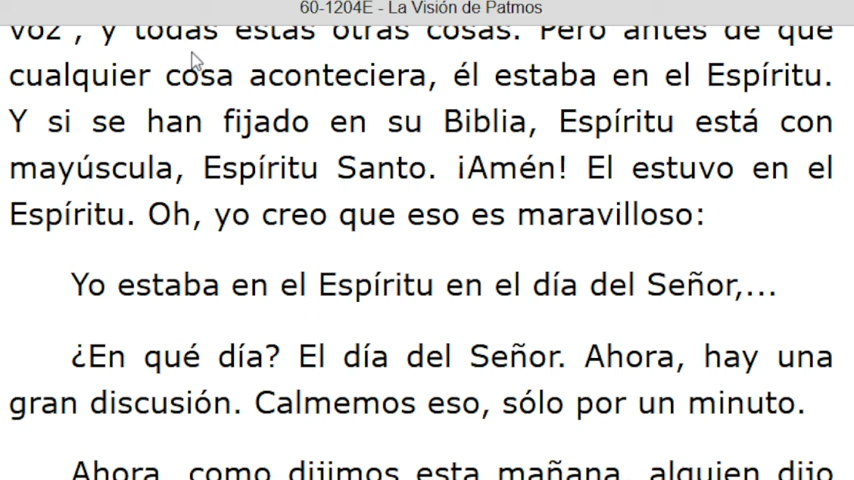 60-1204E - La Visión de Patmos
voz", y todas estas otras cosas. Pero antes de que
cualquier cosa aconteciera, él estaba en el Espíritu.
Y si se han fijado en su Biblia, Espíritu está con
mayúscula, Espíritu Santo. ¡Amén! El estuvo en el
Espíritu. Oh, yo creo que eso es maravilloso:
Yo estaba en el Espíritu en el día del Señor,...
¿En qué día? El día del Señor. Ahora, hay una
gran discusión. Calmemos eso, sólo por un minuto.
Ahora, como dijimos esta mañana, alguien dijo